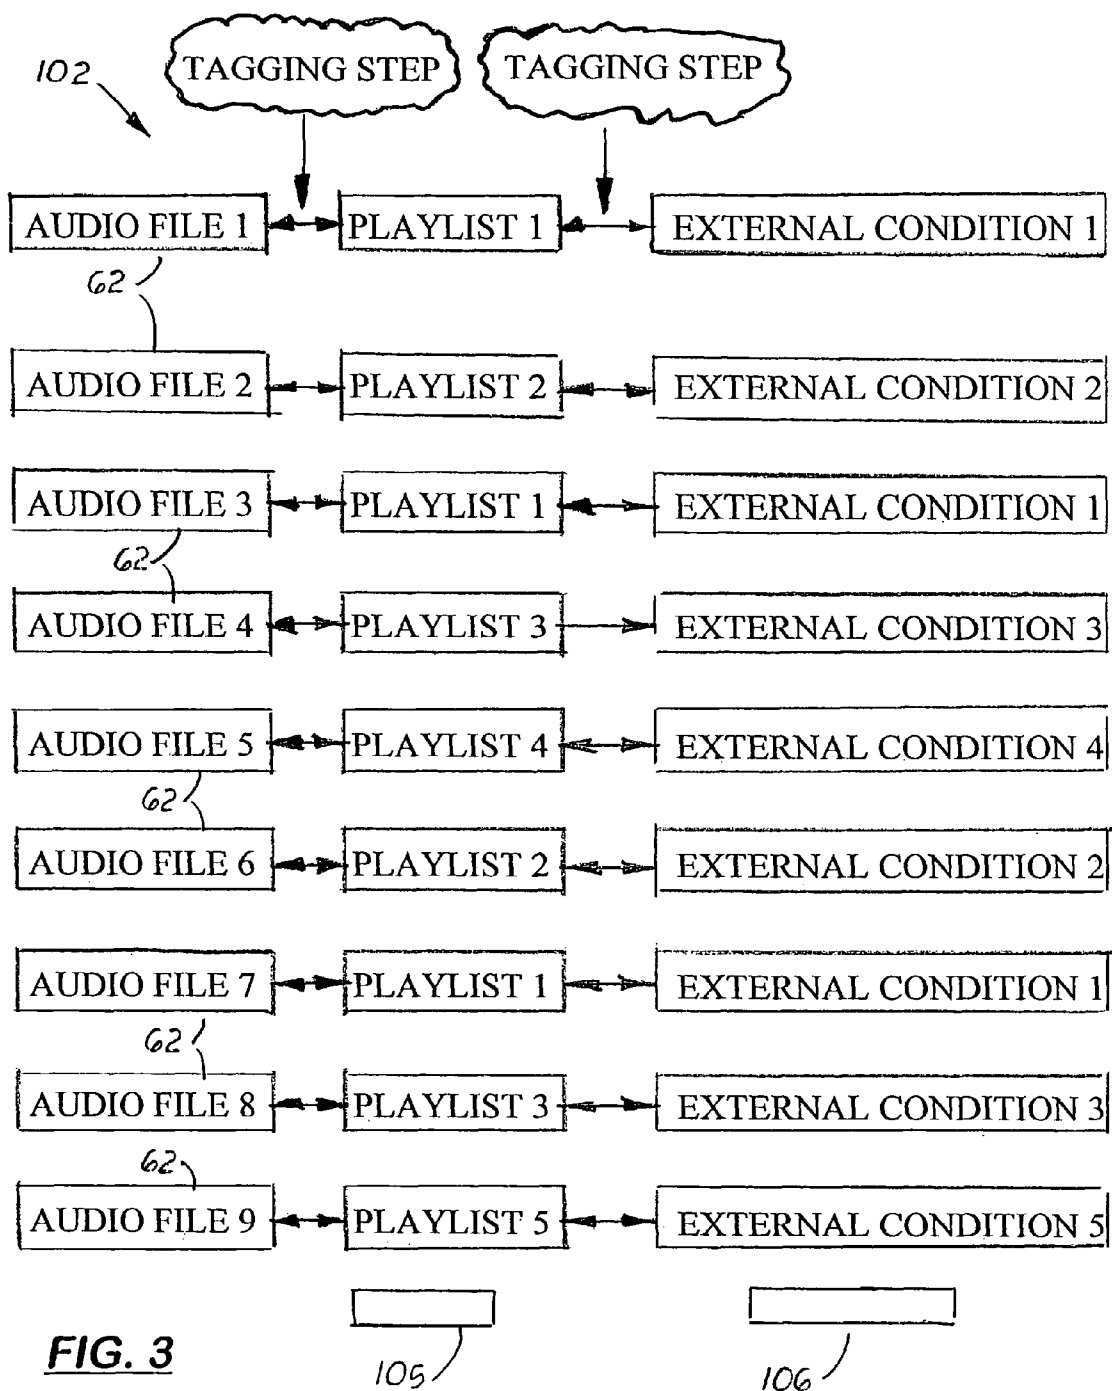 TAGGING STEP TAGGING STEP
102
AUDIO FILE 1 PLAYLIST 1 EXTERNAL CONDITION 1
62
AUDIO FILE 2 PLAYLIST 2 EXTERNAL CONDITION 2
AUDIO FILE 3 PLAYLIST 1 EXTERNAL CONDITION 1
62
AUDIO FILE 4 PLAYLIST 3 EXTERNAL CONDITION 3
AUDIO FILE 5 PLAYLIST 4 EXTERNAL CONDITION 4
62
AUDIO FILE 6 PLAYLIST 2 EXTERNAL CONDITION 2
AUDIO FILE 7 PLAYLIST 1 EXTERNAL CONDITION 1
62
AUDIO FILE 8 PLAYLIST 3 EXTERNAL CONDITION 3
62
AUDIO FILE 9 PLAYLIST 5 EXTERNAL CONDITION 5
FIG. 3 105 106